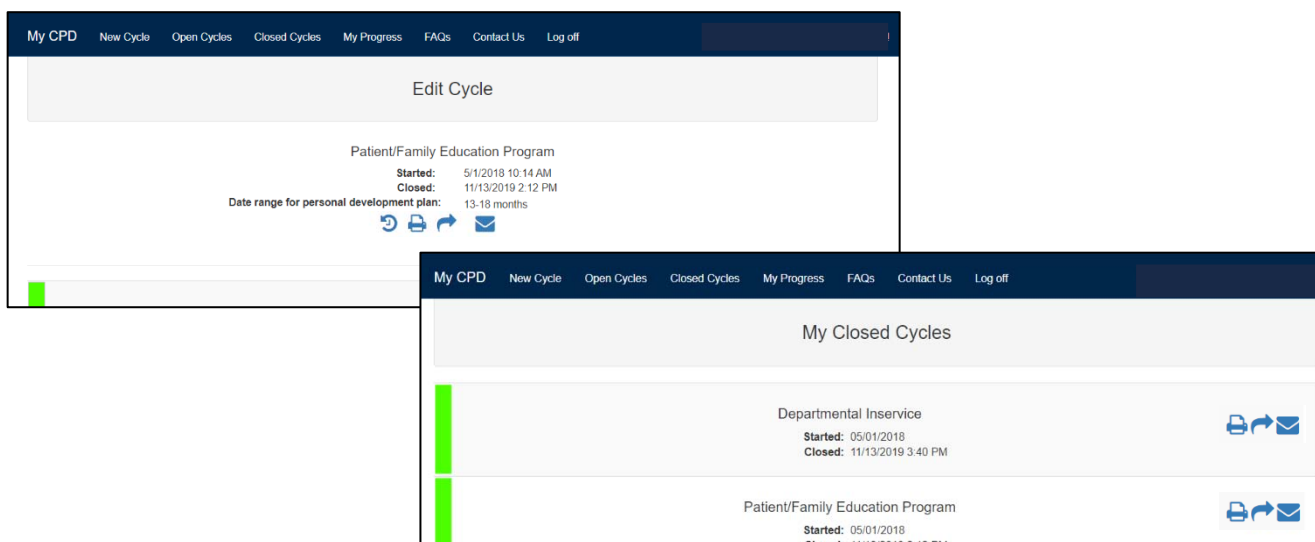 My CPD New Cycle Open Cycles Closed Cycles My Progress FAQs Contact Us Log off
Edit Cycle
Patient/Family Education Program
Started: 5/1/2018 10:14 AM
Closed: 11/13/2019 2:12 PM
Date range for personal development plan: 13-18 months
My CPD New Cycle Open Cycles Closed Cycles My Progress FAQs Contact Us Log off
My Closed Cycles
Departmental Inservice
Started: 05/01/2018
Closed: 11/13/2019 3:40 PM
Patient/Family Education Program
Started: 05/01/2018